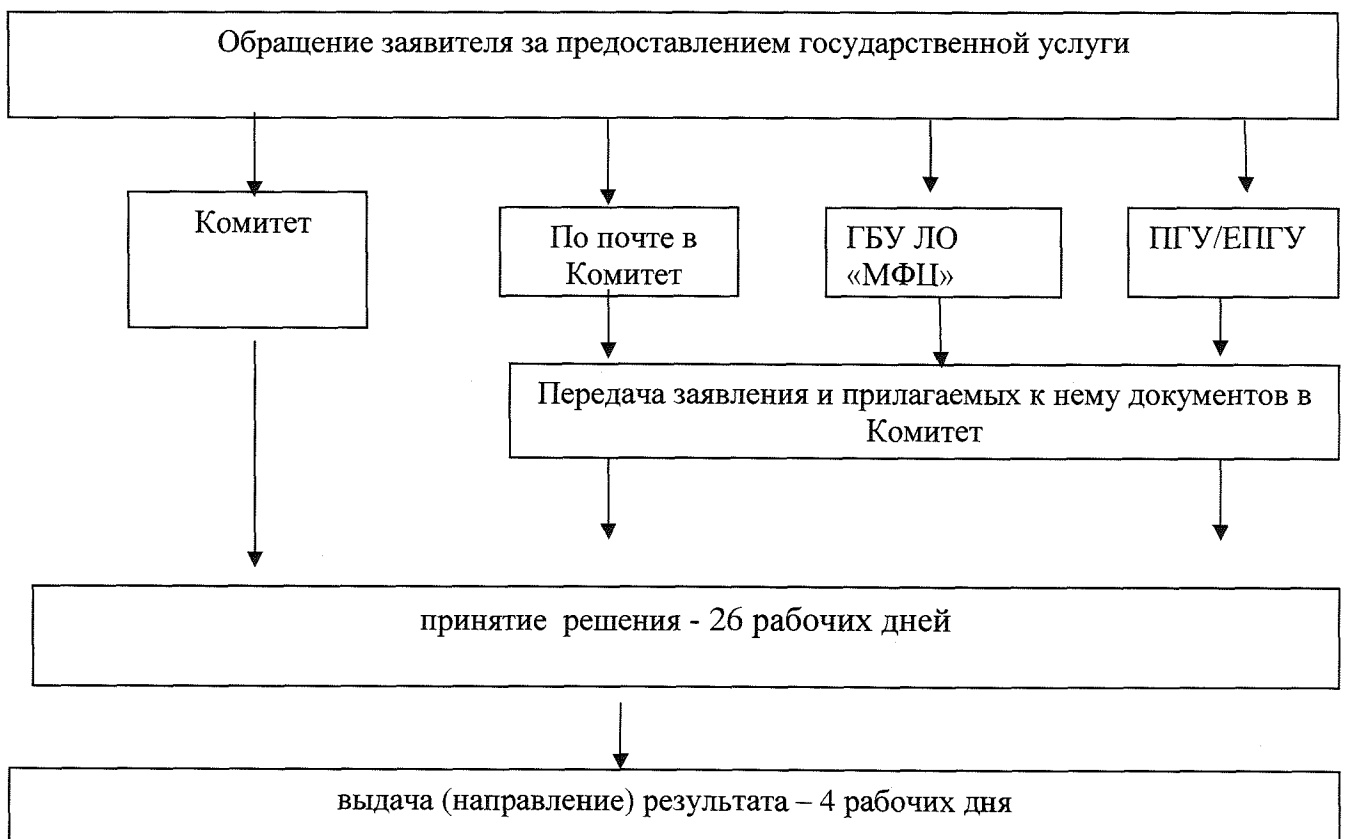 Обращение заявителя за предоставлением государственной услуги
Комитет
По почте в
Комитет
ГБУ ЛО
«МФЦ»
ПГУ/ЕПГУ
Передача заявления и прилагаемых к нему документов в
Комитет
принятие решения - 26 рабочих дней
выдача (направление) результата – 4 рабочих дня